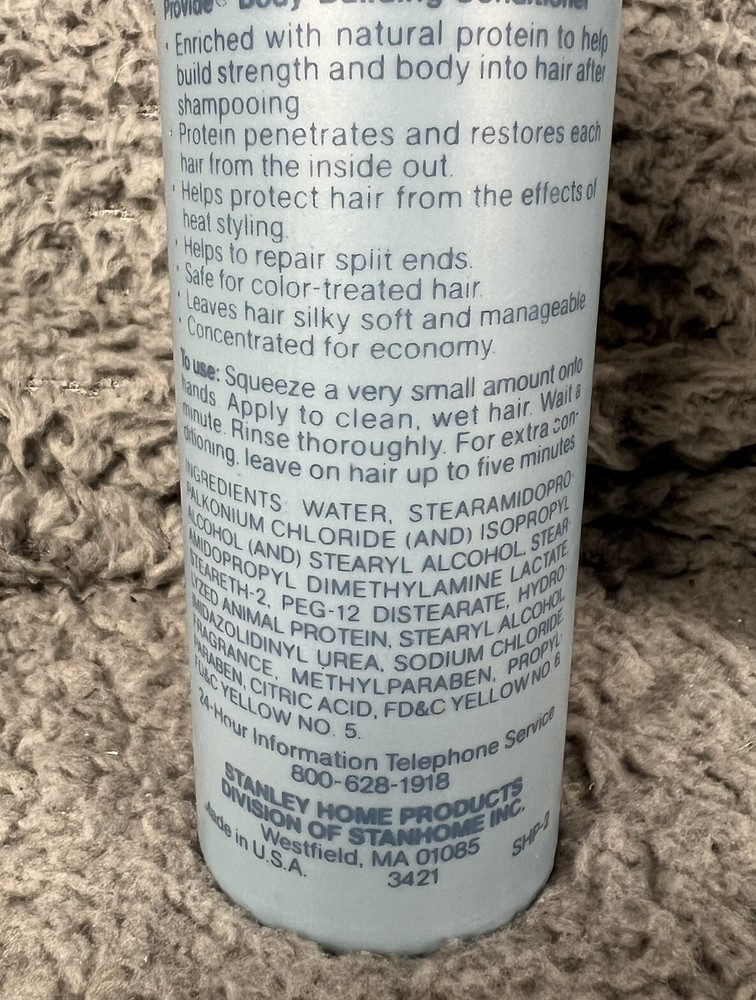 Provide® Body Building Conditioner
· Enriched with natural protein to help
build strength and body into hair after
shampooing
· Protein penetrates and restores each
hair from the inside out.
· Helps protect hair from the effects of
heat styling.
· Helps to repair split ends.
· Safe for color-treated hair.
· Leaves hair silky soft and manageable
· Concentrated for economy.
To use: Squeeze a very small amount onto
hands. Apply to clean, wet hair. Wait a
minute. Rinse thoroughly. For extra con-
ditioning, leave on hair up to five minutes
INGREDIENTS: WATER, STEARAMIDOPRO-
PALKONIUM CHLORIDE (AND) ISOPROPYL
ALCOHOL (AND) STEARYL ALCOHOL, STEAR-
AMIDOPROPYL DIMETHYLAMINE LACTATE,
STEARETH-2, PEG-12 DISTEARATE, HYDRO-
LYZED ANIMAL PROTEIN, STEARYL ALCOHOL
IMIDAZOLIDINYL UREA, SODIUM CHLORIDE,
FRAGRANCE, METHYLPARABEN, PROPYL-
PARABEN, CITRIC ACID, FD&C YELLOW NO 6
FD&C YELLOW NO. 5.
24-Hour Information Telephone Service
800-628-1918
STANLEY HOME PRODUCTS
DIVISION OF STANHOME INC.
Westfield, MA 01085
Made in U.S.A. 3421 SHP-2